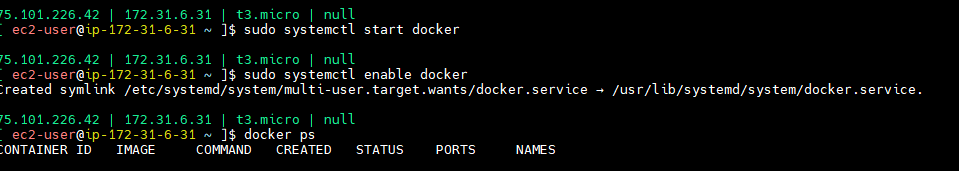 75.101.226.42 | 172.31.6.31 | t3.micro | null
[ ec2-user@ip-172-31-6-31 ~ ]$ sudo systemctl start docker
75.101.226.42 | 172.31.6.31 | t3.micro | null
[ ec2-user@ip-172-31-6-31 ~ ]$ sudo systemctl enable docker
Created symlink /etc/systemd/system/multi-user.target.wants/docker.service → /usr/lib/systemd/system/docker.service.
75.101.226.42 | 172.31.6.31 | t3.micro | null
[ ec2-user@ip-172-31-6-31 ~ ]$ docker ps
CONTAINER ID   IMAGE     COMMAND   CREATED   STATUS    PORTS     NAMES